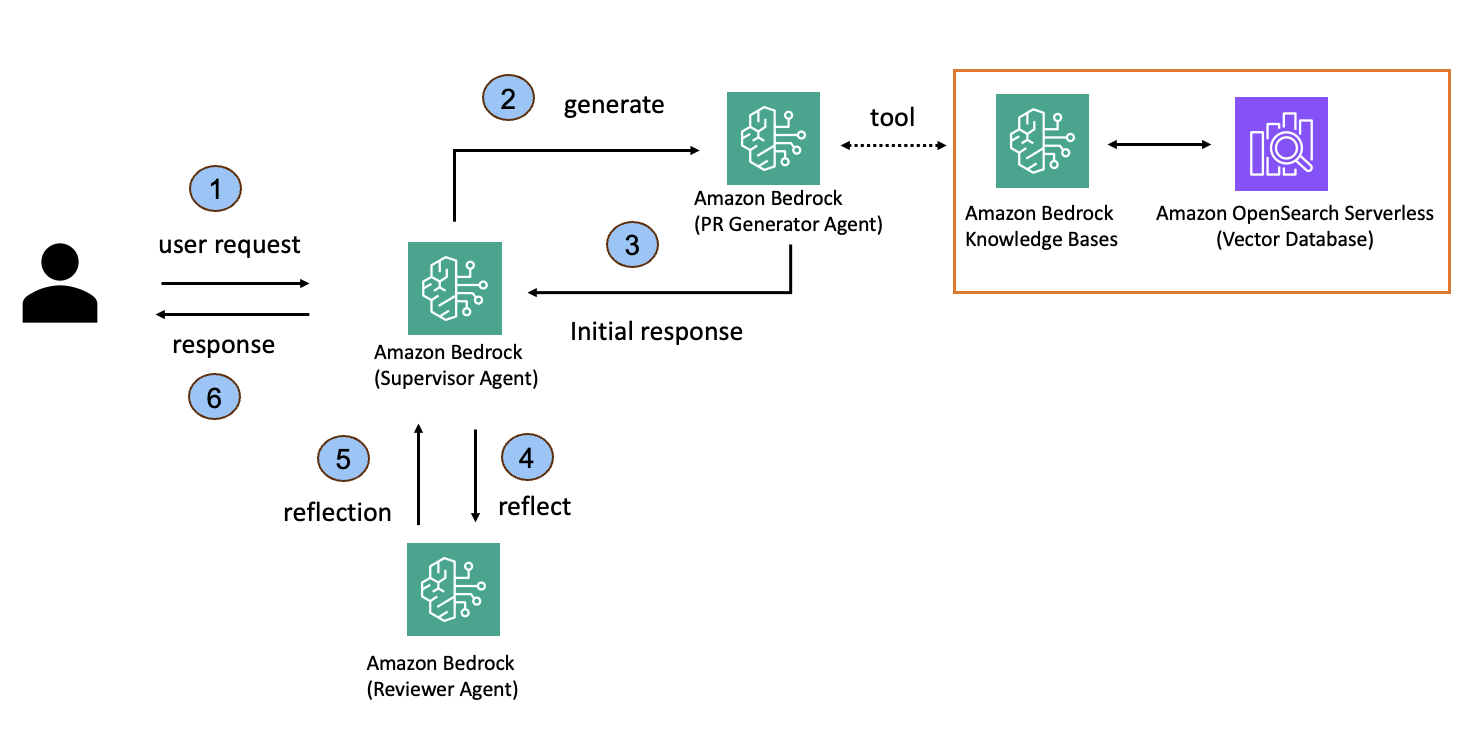 2
generate
tool
Amazon Bedrock
(PR Generator Agent)
Amazon Bedrock
Knowledge Bases
Amazon OpenSearch Serverless
(Vector Database)
1
user request
3
Initial response
response
6
Amazon Bedrock
(Supervisor Agent)
5
reflection
4
reflect
Amazon Bedrock
(Reviewer Agent)